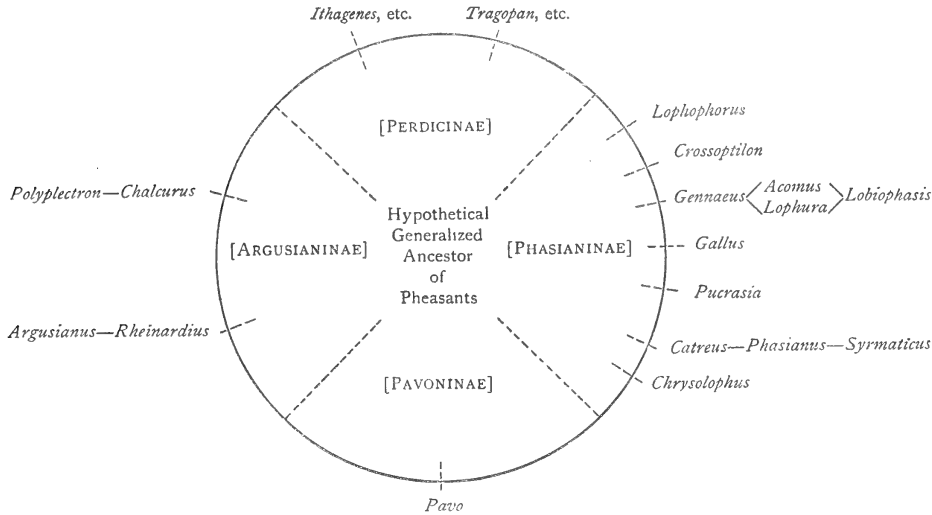 Ithagenes, etc. Tragopan, etc.
Lophophorus
[PERDICINAE]
Crossoptilon
Polyplectron—Chalcurus
Gennaeus Acomus Lophura Lobiophasis
Hypothetical
Generalized
Ancestor
of
Pheasants
[ARGUSIANINAE]
[PHASIANINAE]
Gallus
Pucrasia
Argusianus—Rheinardius
Catreus—Phasianus—Syrmaticus
[PAVONINAE]
Chrysolophus
Pavo